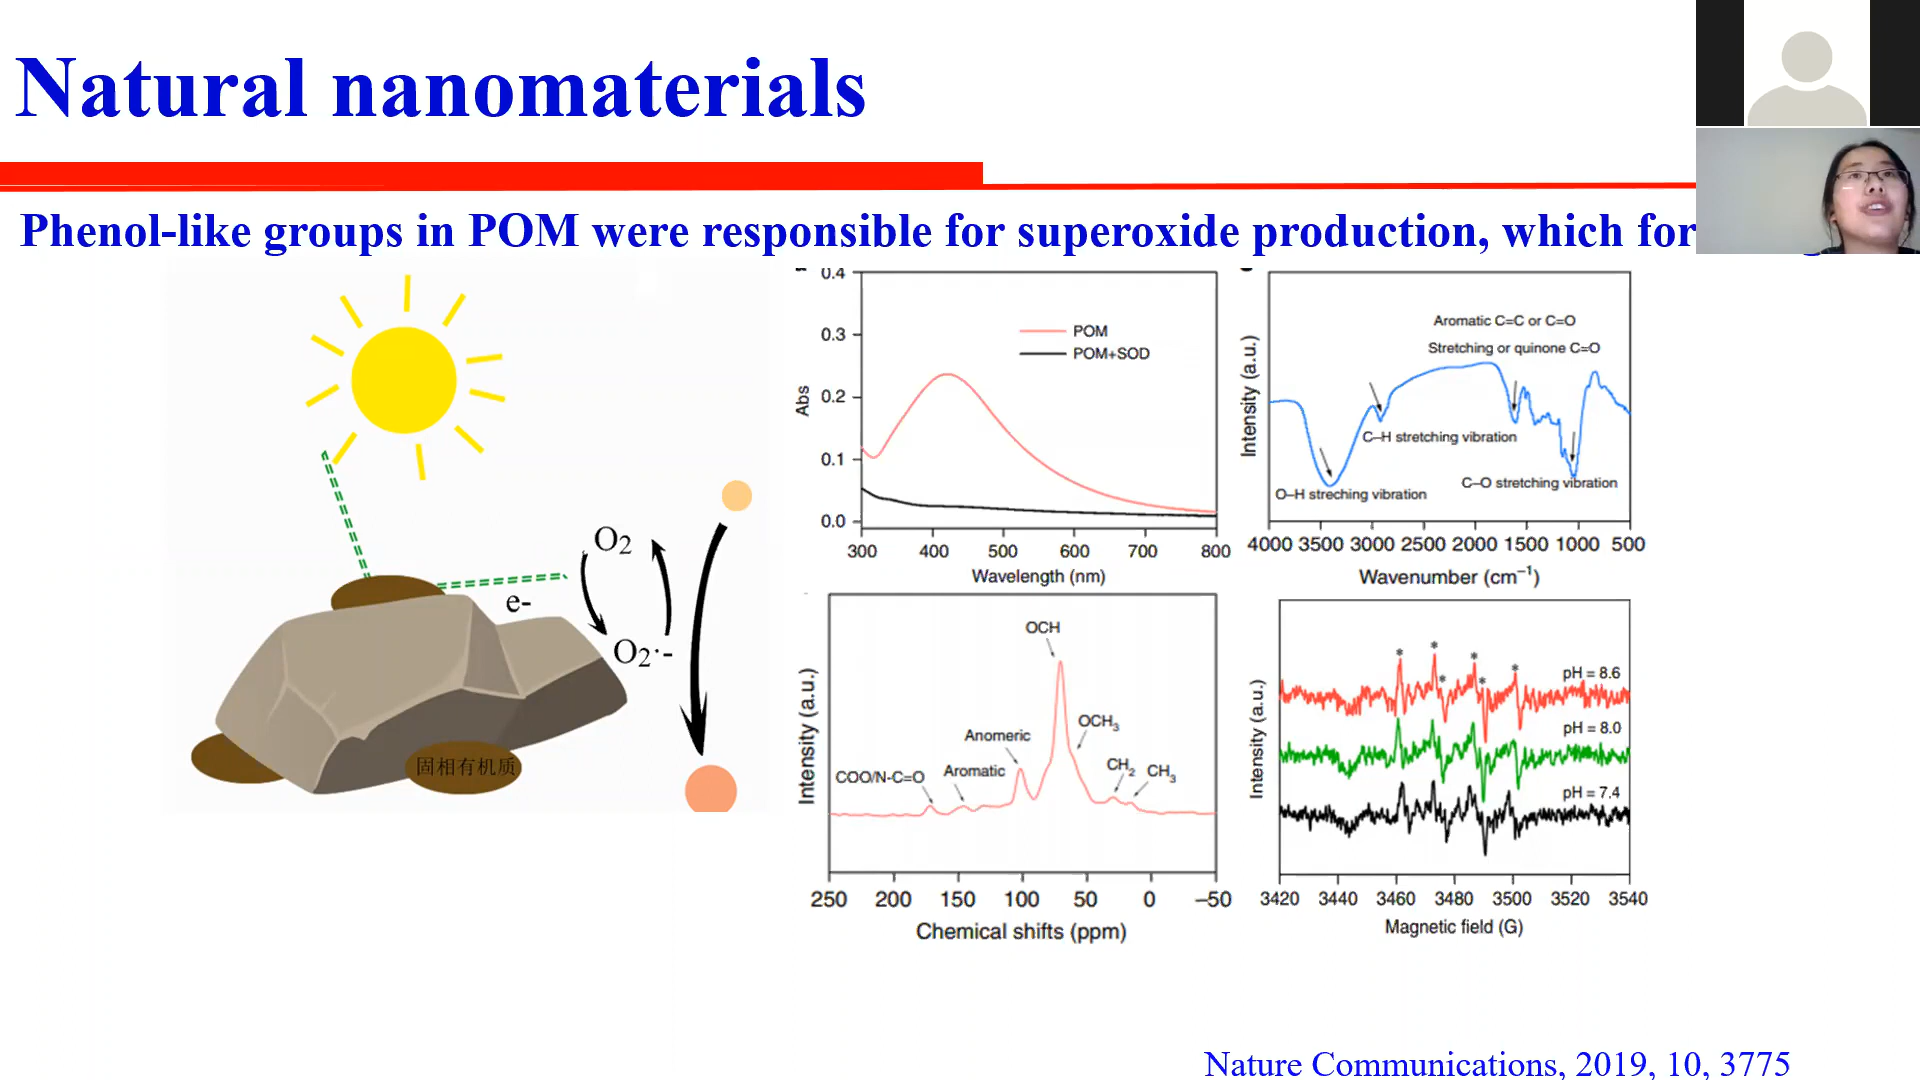 Natural nanomaterials
Phenol-like groups in POM were responsible for superoxide production, which for
O2
e-
O2·-
固相有机质
0.4
0.3
0.2
0.1
0.0
Abs
POM
POM+SOD
300 400 500 600 700 800
Wavelength (nm)
Intensity (a.u.)
Aromatic C=C or C=O
Stretching or quinone C=O
C–H stretching vibration
C–O stretching vibration
O–H streching vibration
4000 3500 3000 2500 2000 1500 1000 500
Wavenumber (cm⁻¹)
Intensity (a.u.)
OCH
OCH₃
Anomeric
Aromatic
COO/N-C=O
CH₂
CH₃
250 200 150 100 50 0 –50
Chemical shifts (ppm)
Intensity (a.u.)
* * * * * *
pH = 8.6
pH = 8.0
pH = 7.4
3420 3440 3460 3480 3500 3520 3540
Magnetic field (G)
Nature Communications, 2019, 10, 3775